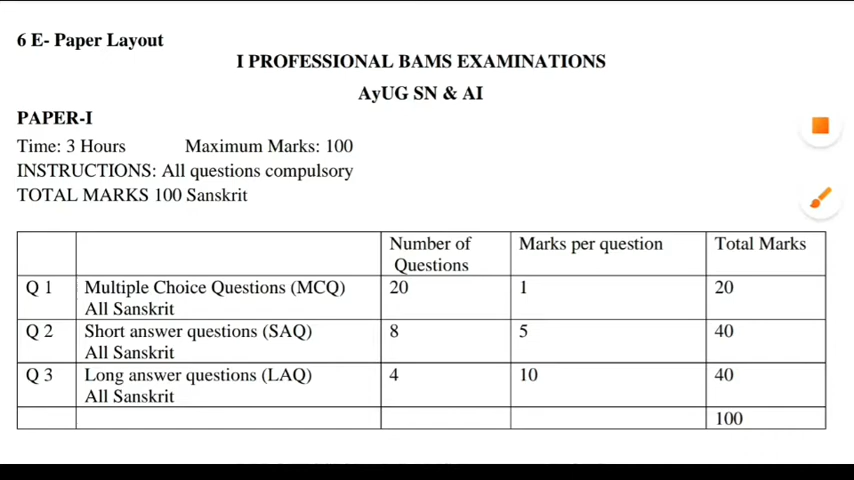 6 E- Paper Layout
I PROFESSIONAL BAMS EXAMINATIONS
AyUG SN & AI
PAPER-I
Time: 3 Hours Maximum Marks: 100
INSTRUCTIONS: All questions compulsory
TOTAL MARKS 100 Sanskrit
Number of Questions Marks per question Total Marks
Q 1 Multiple Choice Questions (MCQ) 20 1 20
All Sanskrit
Q 2 Short answer questions (SAQ) 8 5 40
All Sanskrit
Q 3 Long answer questions (LAQ) 4 10 40
All Sanskrit
100